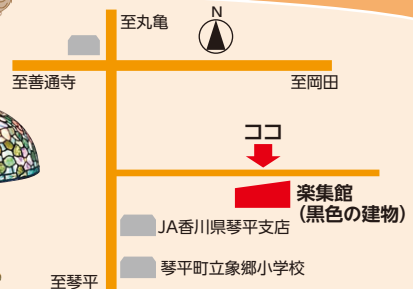 至丸亀
N
至善通寺
至岡田
ココ
楽集館
(黒色の建物)
JA香川県琴平支店
琴平町立象郷小学校
至琴平